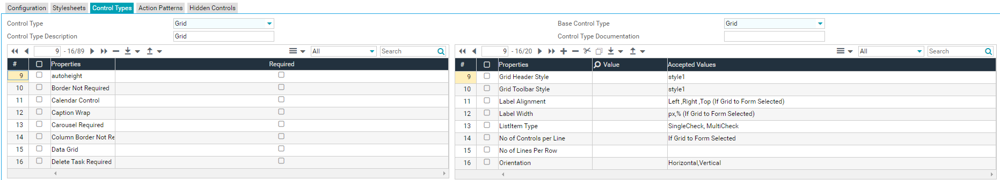 Configuration Stylesheets Control Types Action Patterns Hidden Controls
Control Type Grid Base Control Type Grid
Control Type Description Grid Control Type Documentation
9 - 16/89 All Search 9 - 16/20 All Search
# Properties Required # Properties Value Accepted Values
9 autoheight 9 Grid Header Style style1
10 Border Not Required 10 Grid Toolbar Style style1
11 Calendar Control 11 Label Alignment Left ,Right ,Top (If Grid to Form Selected)
12 Caption Wrap 12 Label Width px,% (If Grid to Form Selected)
13 Carousel Required 13 ListItem Type SingleCheck, MultiCheck
14 Column Border Not Re 14 No of Controls per Line If Grid to Form Selected
15 Data Grid 15 No of Lines Per Row
16 Delete Task Required 16 Orientation Horizontal,Vertical